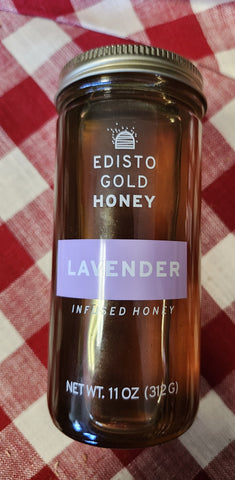 EDISTO
GOLD
HONEY
LAVENDER
INFUSED HONEY
NET WT. 11 OZ (312 G)